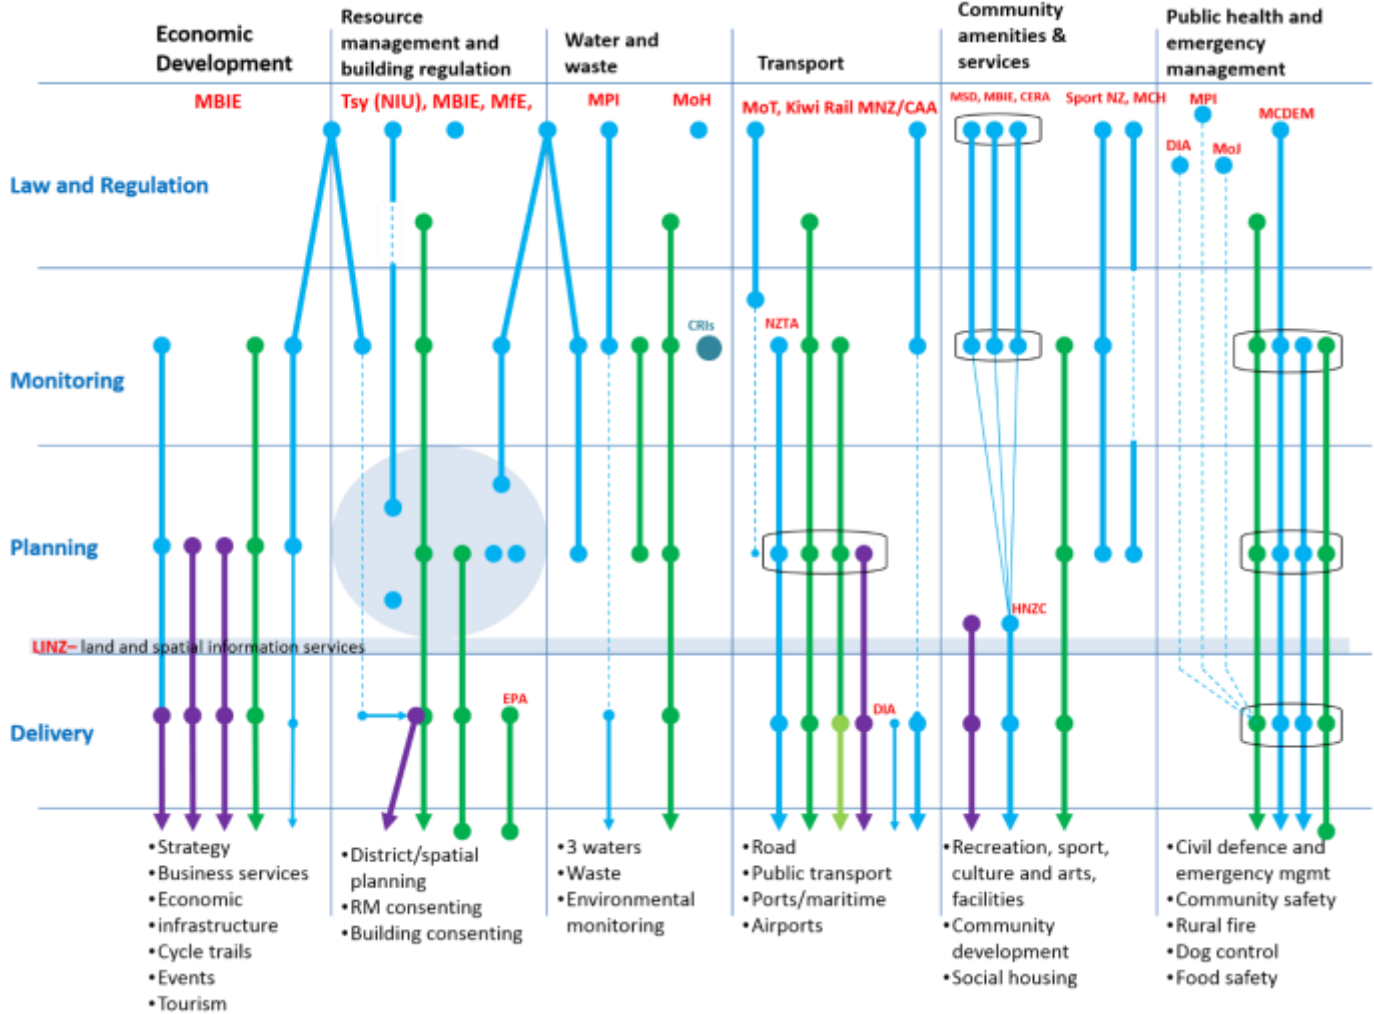 Economic
Development
Resource
management and
building regulation
Water and
waste
Transport
Community
amenities &
services
Public health and
emergency
management
MBIE
Tsy (NIU), MBIE, MfE,
MPI
MoH
MoT, Kiwi Rail MNZ/CAA
MSD, MBIE, CERA
Sport NZ, MCH
MPI
MCDEM
DIA
MoJ
Law and Regulation
CRIs
NZTA
Monitoring
Planning
HNZC
LINZ– land and spatial information services
EPA
DIA
Delivery
•Strategy
•Business services
•Economic
•infrastructure
•Cycle trails
•Events
•Tourism
•District/spatial
planning
•RM consenting
•Building consenting
•3 waters
•Waste
•Environmental
monitoring
•Road
•Public transport
•Ports/maritime
•Airports
•Recreation, sport,
culture and arts,
facilities
•Community
development
•Social housing
•Civil defence and
emergency mgmt
•Community safety
•Rural fire
•Dog control
•Food safety